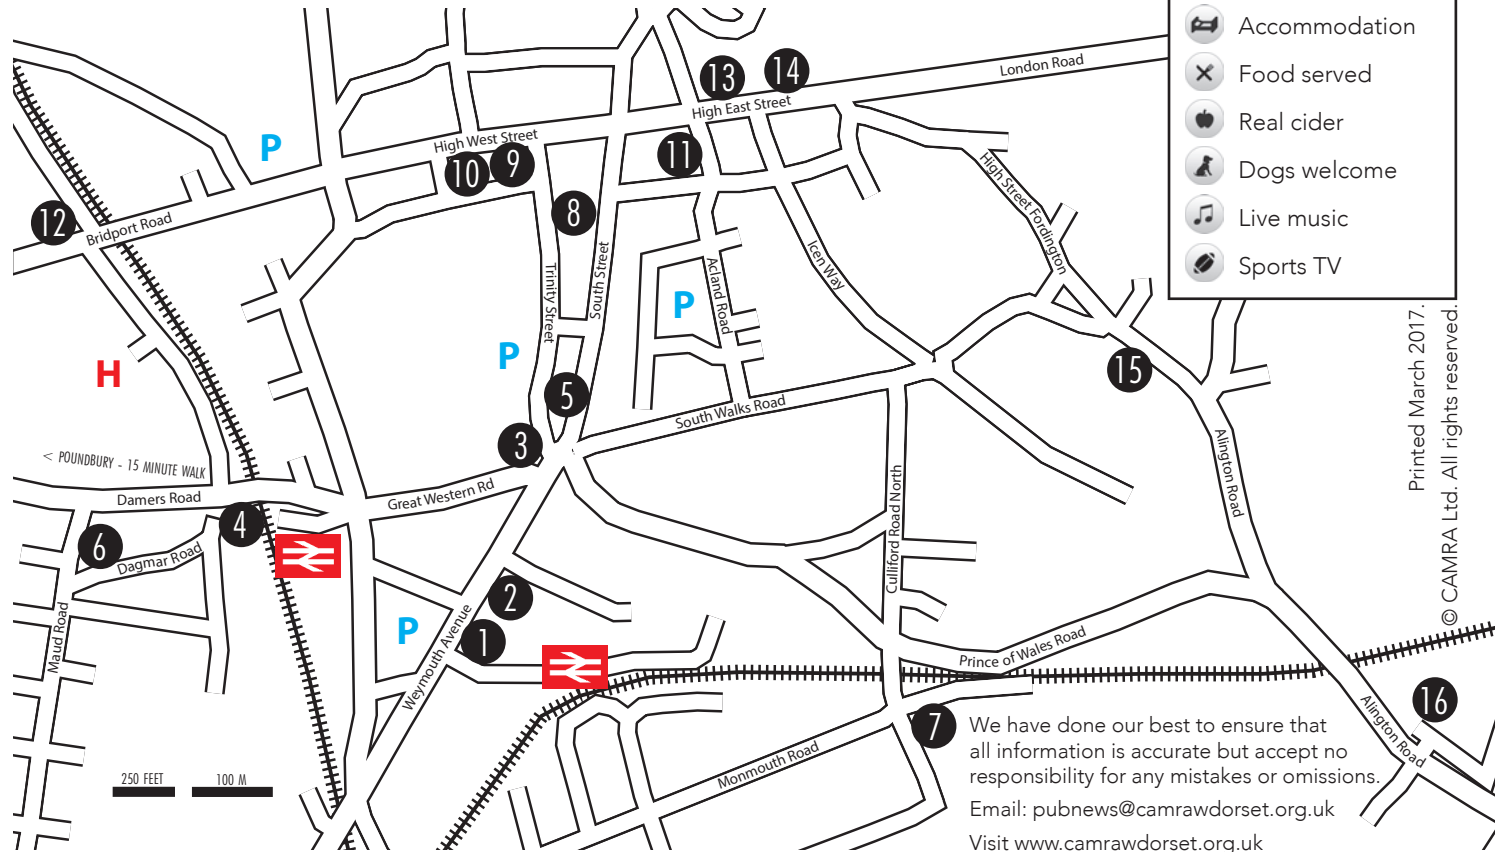 Accommodation
Food served
Real cider
Dogs welcome
Live music
Sports TV
13
14
London Road
High East Street
High West Street
P
10
9
11
High Street Fordington
12
Bridport Road
8
Trinity Street
South Street
Icen Way
Acland Road
P
P
H
5
15
South Walks Road
3
< POUNDBURY - 15 MINUTE WALK
Damers Road
Great Western Rd
Culliford Road North
Alington Road
4
6
Dagmar Road
2
P
1
Maud Road
Weymouth Avenue
Prince of Wales Road
16
Alington Road
7
Monmouth Road
250 FEET
100 M
We have done our best to ensure that
all information is accurate but accept no
responsibility for any mistakes or omissions.
Email: pubnews@camrawdorset.org.uk
Visit www.camrawdorset.org.uk
Printed March 2017.
© CAMRA Ltd. All rights reserved.